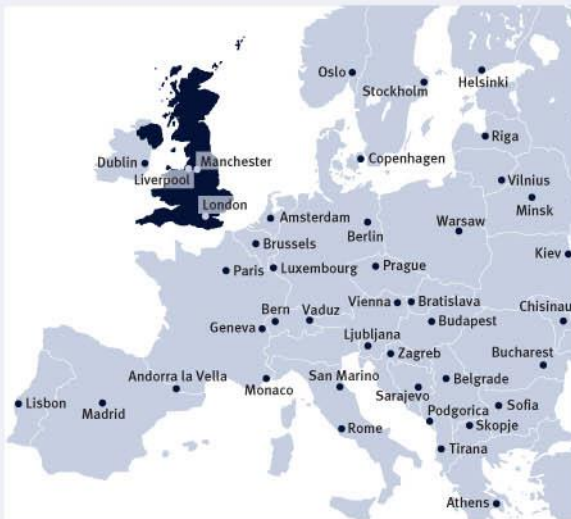 Oslo
Helsinki
Stockholm
Riga
Copenhagen
Manchester
Dublin
Liverpool
Vilnius
Minsk
London
Amsterdam
Berlin
Warsaw
Brussels
Kiev
Paris
Luxembourg
Prague
Vienna
Bratislava
Chisinau
Bern
Vaduz
Budapest
Geneva
Ljubljana
Zagreb
Bucharest
Andorra la Vella
San Marino
Belgrade
Monaco
Sarajevo
Lisbon
Madrid
Podgorica
Sofia
Skopje
Rome
Tirana
Athens